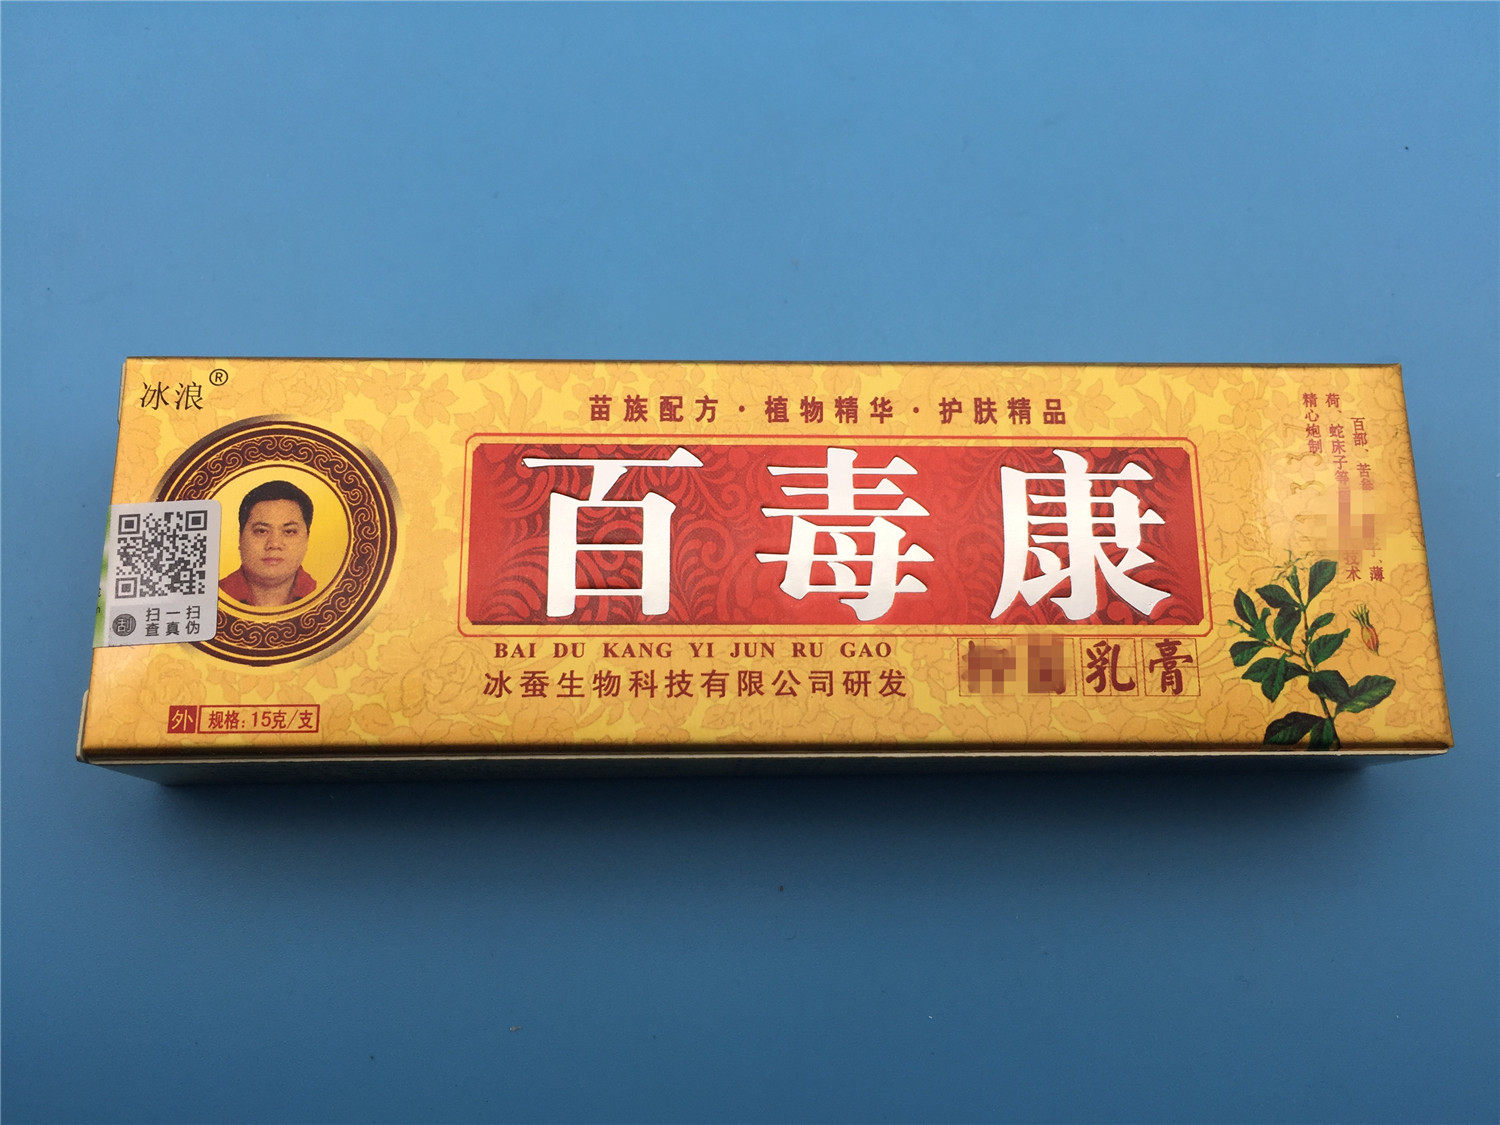 冰浪®
苗族配方·植物精华·护肤精品
百毒康
BAI DU KANG YI JUN RU GAO
乳膏
冰蚕生物科技有限公司研发
外 规格:15克/支
刮 扫一扫
查真伪
百部、苦参
薄
荷、蛇床子等
技术
精心炮制